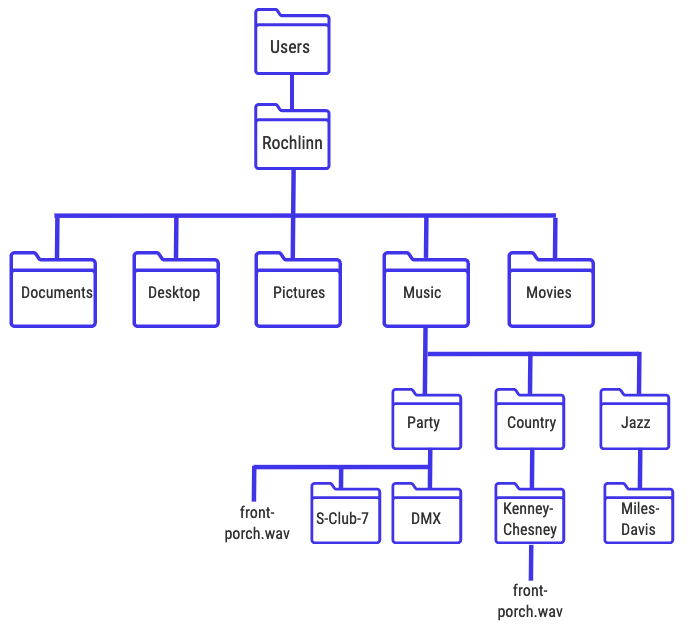 Users
Rochlinn
Documents
Desktop
Pictures
Music
Movies
Party
Country
Jazz
front-
porch.wav
S-Club-7
DMX
Kenney-
Chesney
Miles-
Davis
front-
porch.wav